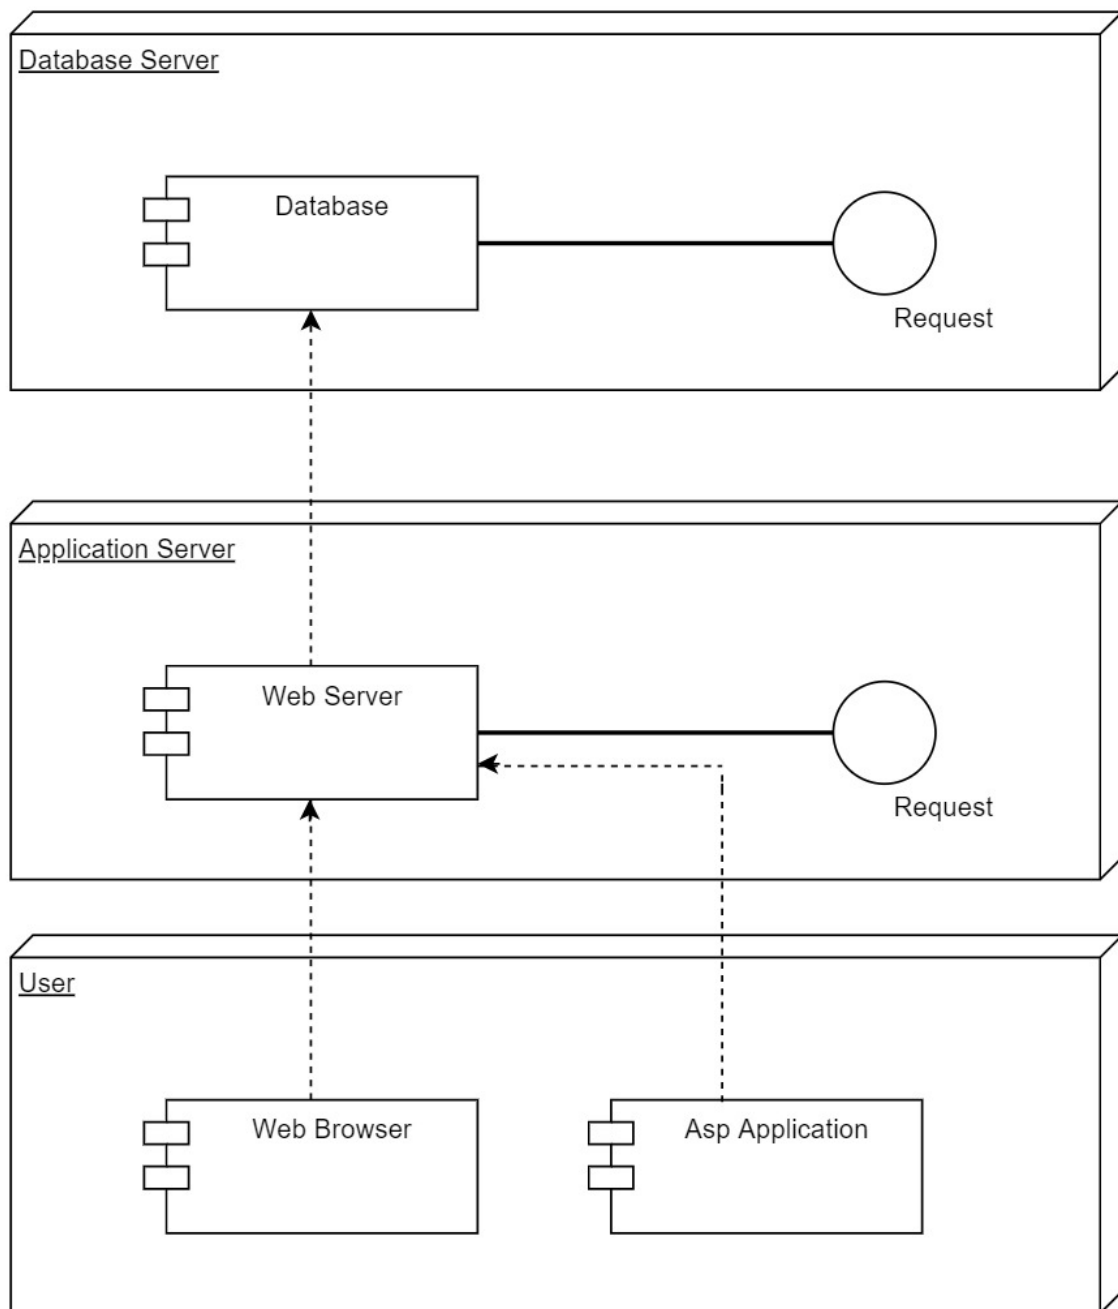 Database Server
Database
Request
Application Server
Web Server
Request
User
Web Browser
Asp Application